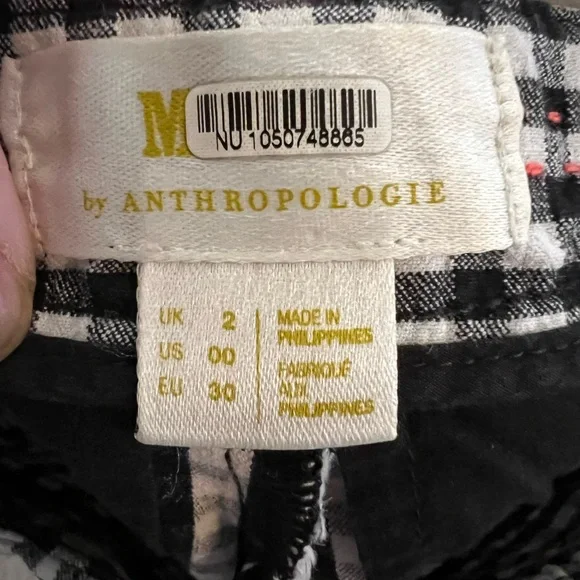 M
NU 1050748865
by ANTHROPOLOGIE
UK 2
US 00
EU 30
MADE IN
PHILIPPINES
FABRIQUÉ
AUX
PHILIPPINES